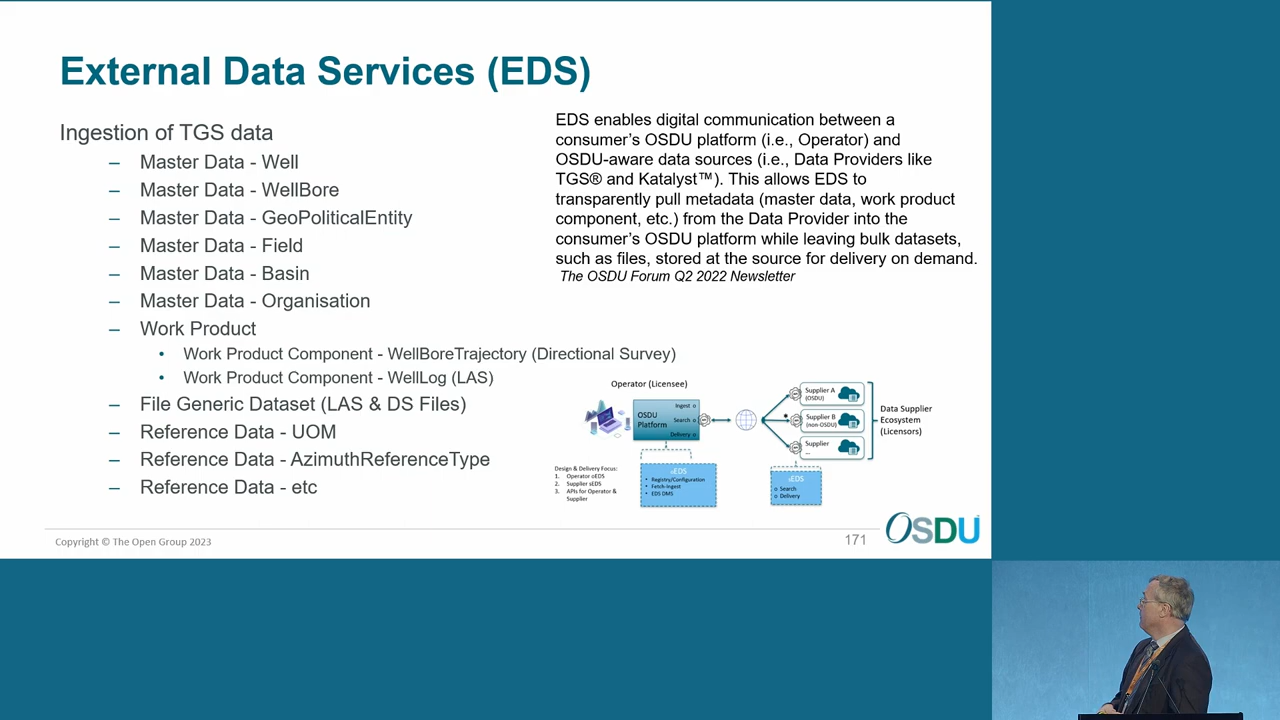 External Data Services (EDS)
Ingestion of TGS data
– Master Data - Well
– Master Data - WellBore
– Master Data - GeoPoliticalEntity
– Master Data - Field
– Master Data - Basin
– Master Data - Organisation
– Work Product
• Work Product Component - WellBoreTrajectory (Directional Survey)
• Work Product Component - WellLog (LAS)
– File Generic Dataset (LAS & DS Files)
– Reference Data - UOM
– Reference Data - AzimuthReferenceType
– Reference Data - etc
EDS enables digital communication between a
consumer's OSDU platform (i.e., Operator) and
OSDU-aware data sources (i.e., Data Providers like
TGS® and Katalyst™). This allows EDS to
transparently pull metadata (master data, work product
component, etc.) from the Data Provider into the
consumer's OSDU platform while leaving bulk datasets,
such as files, stored at the source for delivery on demand.
The OSDU Forum Q2 2022 Newsletter
Operator (Licensee)
OSDU
Platform
Ingest o
Search o
Delivery o
Supplier A
(OSDU)
Supplier B
(non-OSDU)
Supplier
...
Data Supplier
Ecosystem
(Licensors)
Design & Delivery Focus:
1. Operator oEDS
2. Supplier sEDS
3. APIs for Operator &
Supplier
oEDS
• Registry/Configuration
• Fetch-Ingest
• EDS DMS
sEDS
o Search
o Delivery
Copyright © The Open Group 2023
171
OSDU